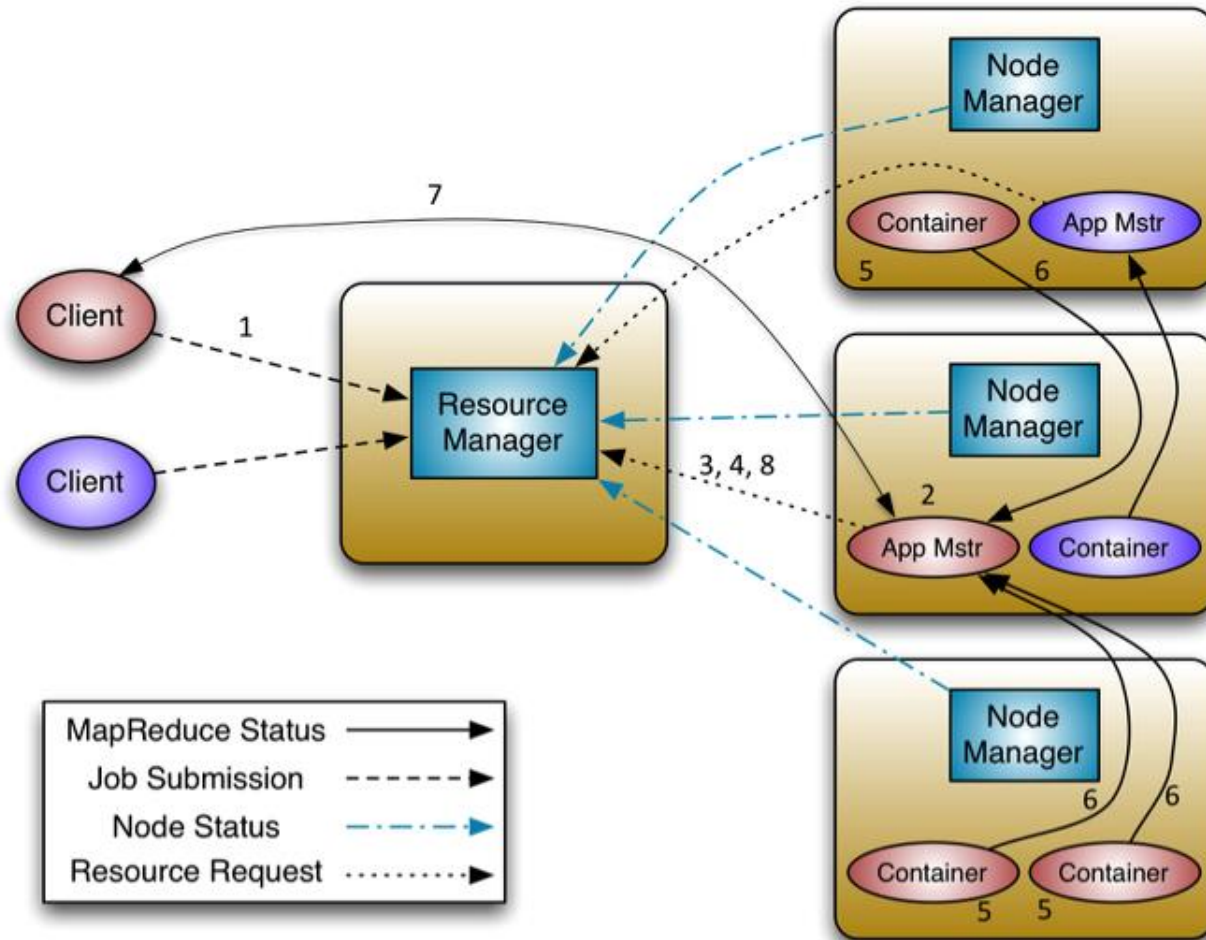 Node
Manager
7
Container
App Mstr
5
6
Client
1
Resource
Manager
Node
Manager
Client
3, 4, 8
2
App Mstr
Container
Node
Manager
6
6
Container
Container
5
5
MapReduce Status
Job Submission
Node Status
Resource Request